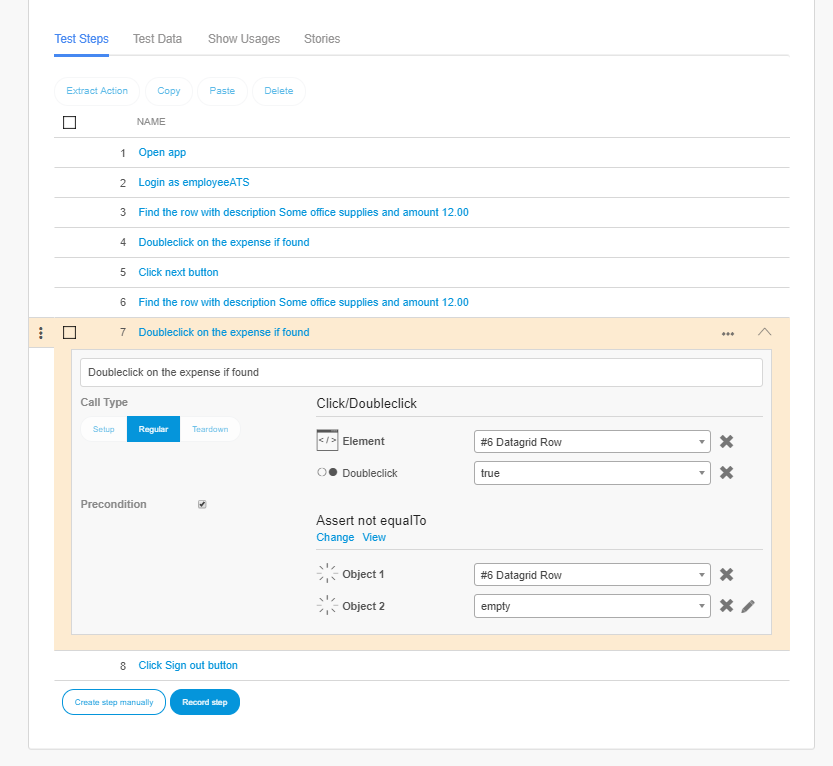 Test Steps Test Data Show Usages Stories
Extract Action Copy Paste Delete
NAME
1 Open app
2 Login as employeeATS
3 Find the row with description Some office supplies and amount 12.00
4 Doubleclick on the expense if found
5 Click next button
6 Find the row with description Some office supplies and amount 12.00
7 Doubleclick on the expense if found
Doubleclick on the expense if found
Call Type
Setup Regular Teardown
Click/Doubleclick
</> Element #6 Datagrid Row
Doubleclick true
Precondition
Assert not equalTo
Change View
Object 1 #6 Datagrid Row
Object 2 empty
8 Click Sign out button
Create step manually Record step